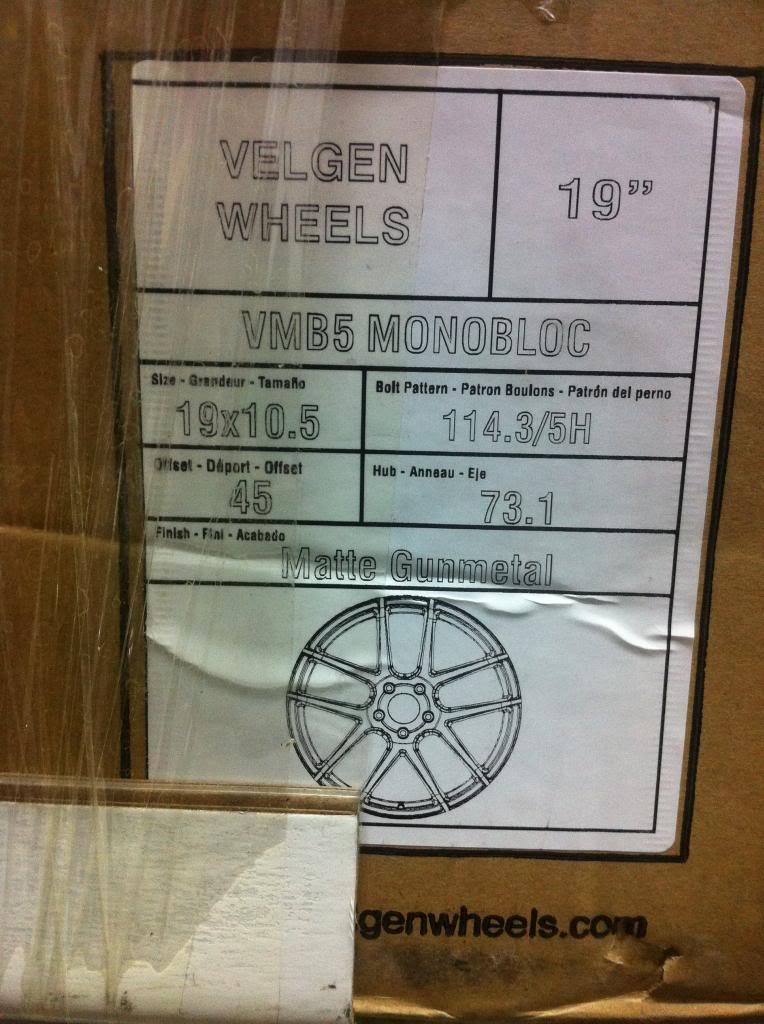 VELGEN
WHEELS
19”
VMB5 MONOBLOC
Size - Grandeur - Tamaño
19x10.5
Bolt Pattern - Patron Boulons - Patrón del perno
114.3/5H
Offset - Déport - Offset
45
Hub - Anneau - Eje
73.1
Finish - Fini - Acabado
Matte Gunmetal
genwheels.com